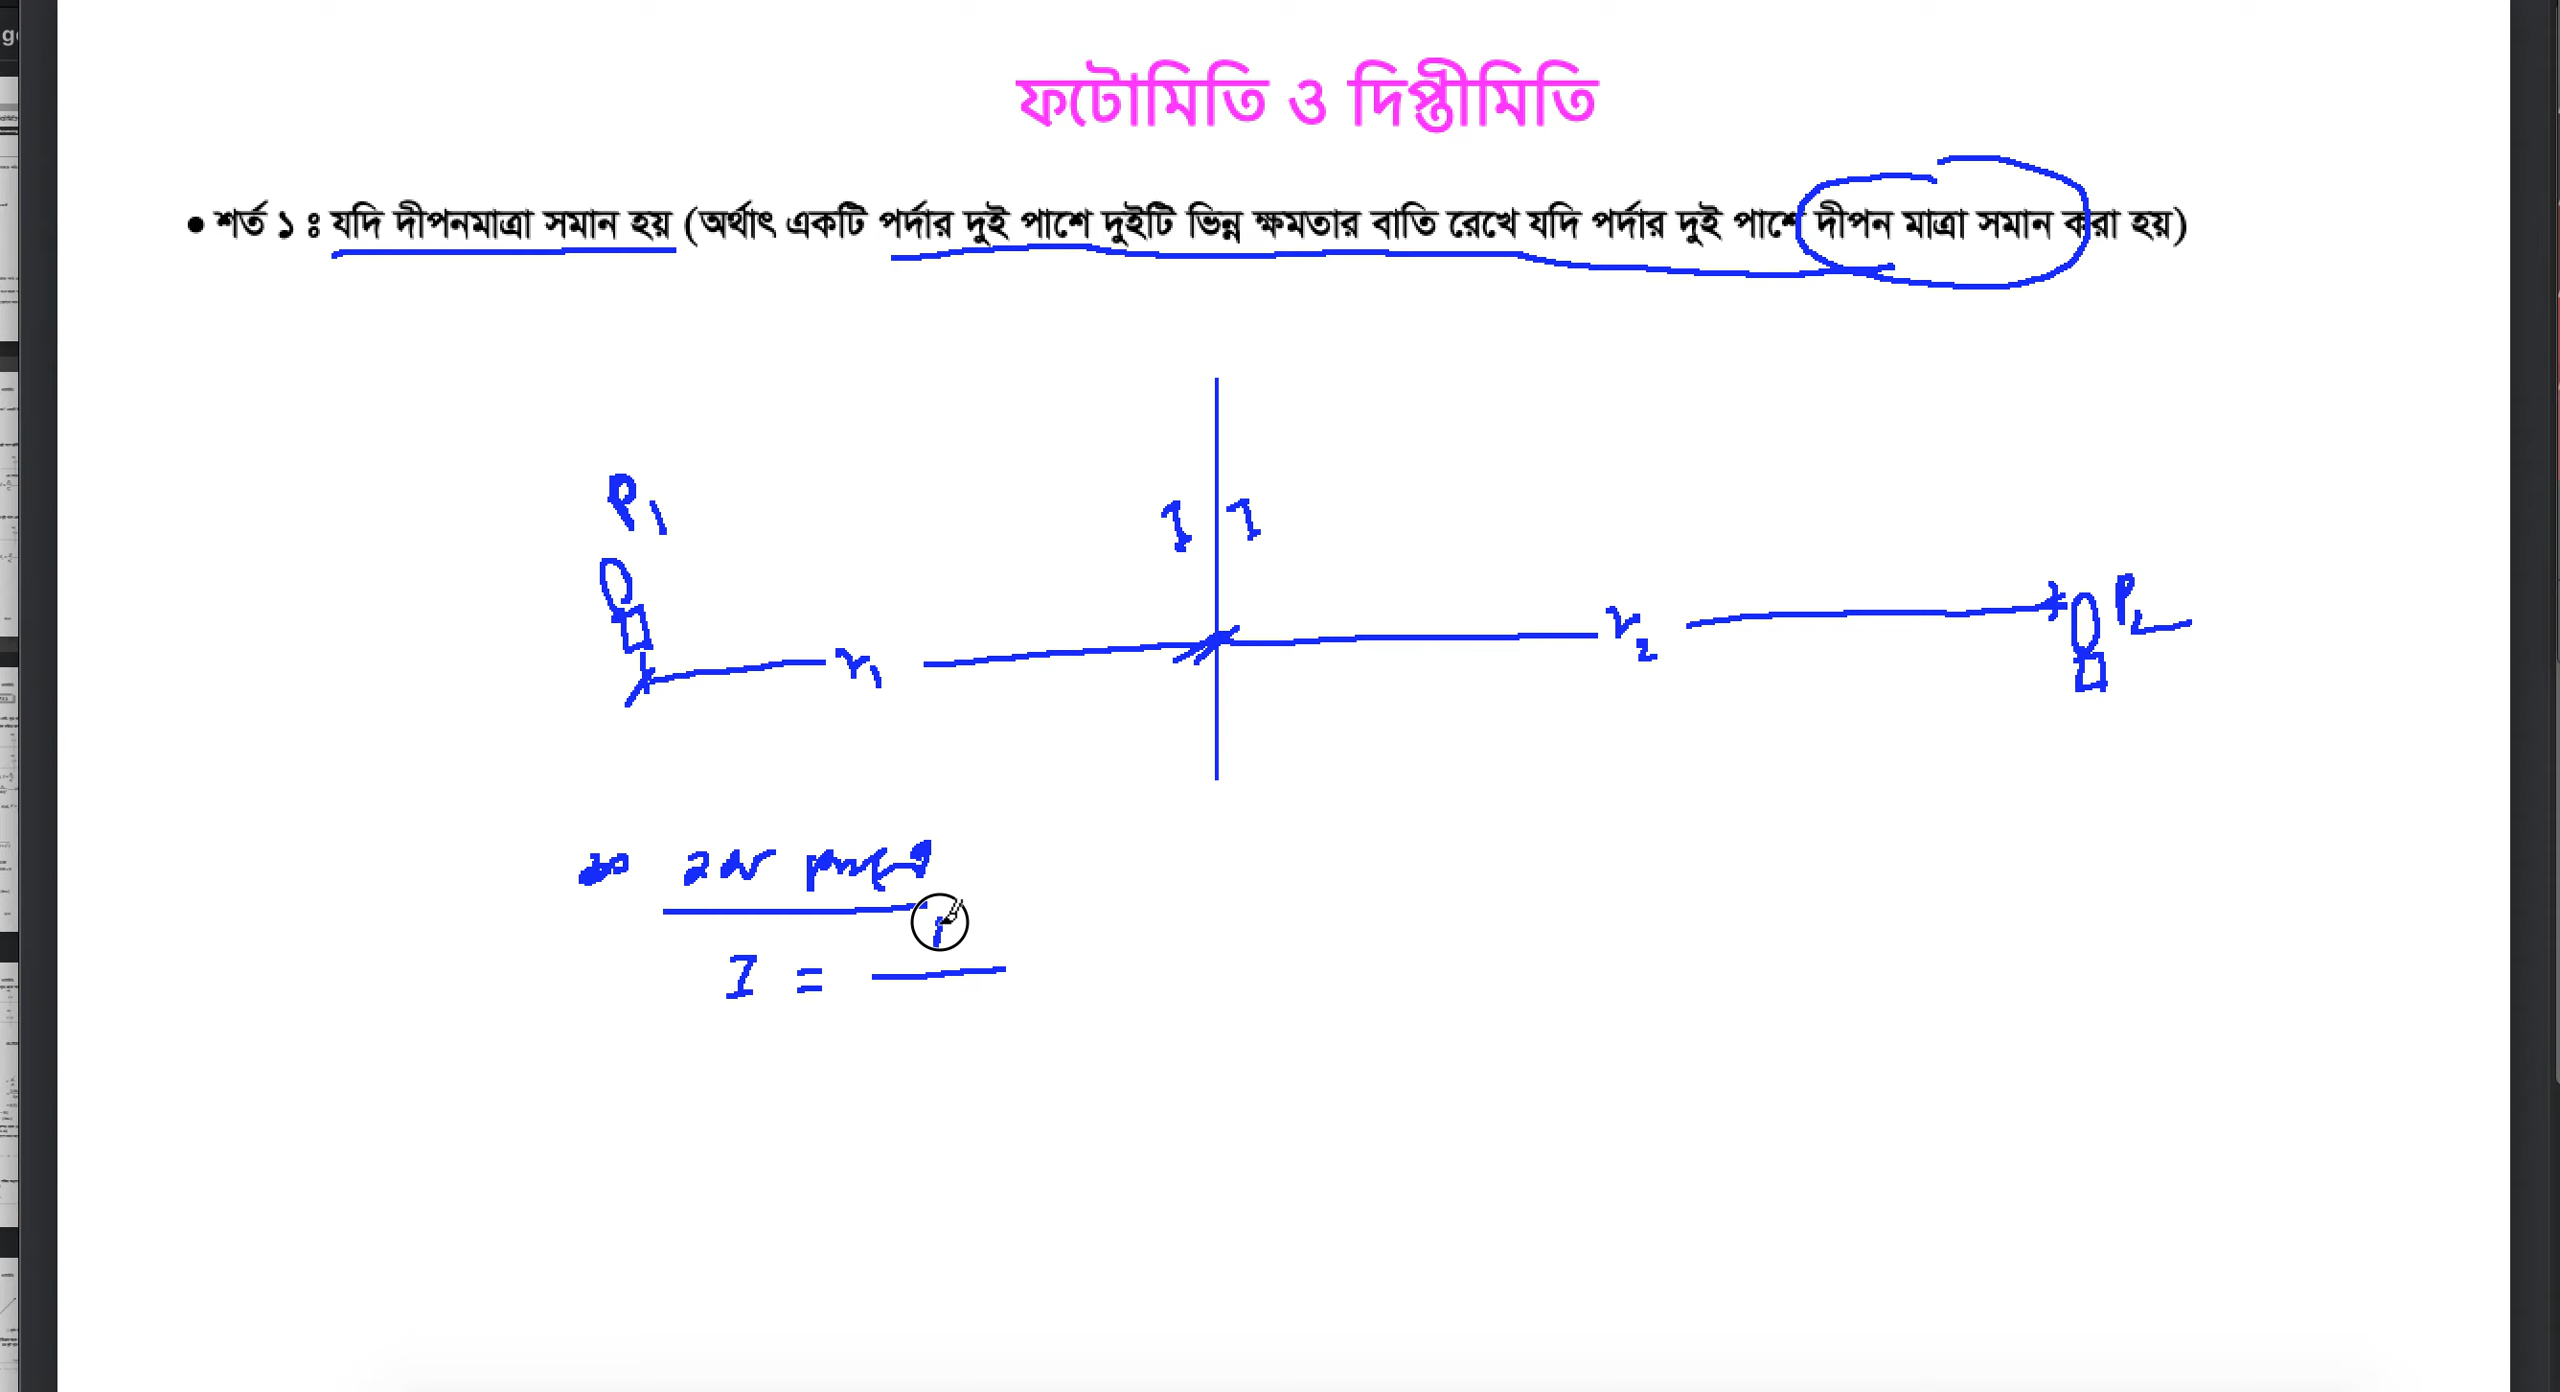 ফটোমিতি ও দিপ্তীমিতি
• শর্ত ১ ঃ যদি দীপনমাত্রা সমান হয় (অর্থাৎ একটি পর্দার দুই পাশে দুইটি ভিন্ন ক্ষমতার বাতি রেখে যদি পর্দার দুই পাশে দীপন মাত্রা সমান করা হয়)
P₁
I I
r₁ r₂ P₂
I =